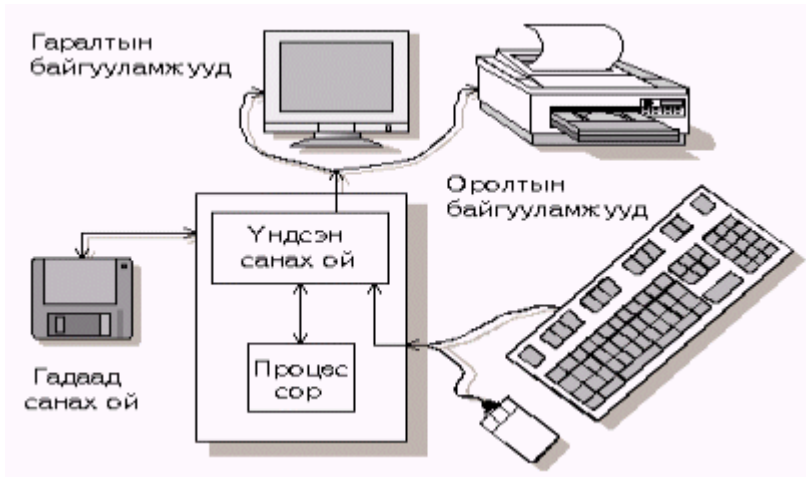 Гаралтын
байгууламжууд
Оролтын
байгууламжууд
Үндсэн
санах ой
Процес
сор
Гадаад
санах ой